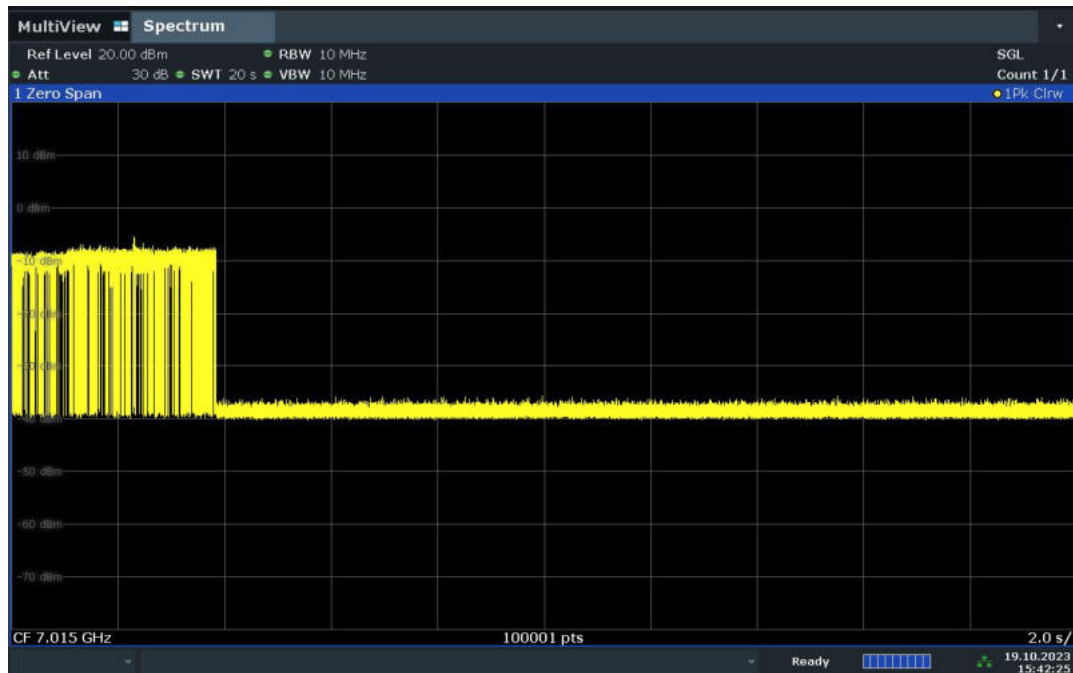 MultiView Spectrum
Ref Level 20.00 dBm RBW 10 MHz SGL
Att 30 dB SWT 20 s VBW 10 MHz Count 1/1
1 Zero Span 1Pk Clrw
10 dBm
0 dBm
-10 dBm
-50 dBm
-60 dBm
-70 dBm
CF 7.015 GHz 100001 pts 2.0 s/
Ready 19.10.2023
15:42:25